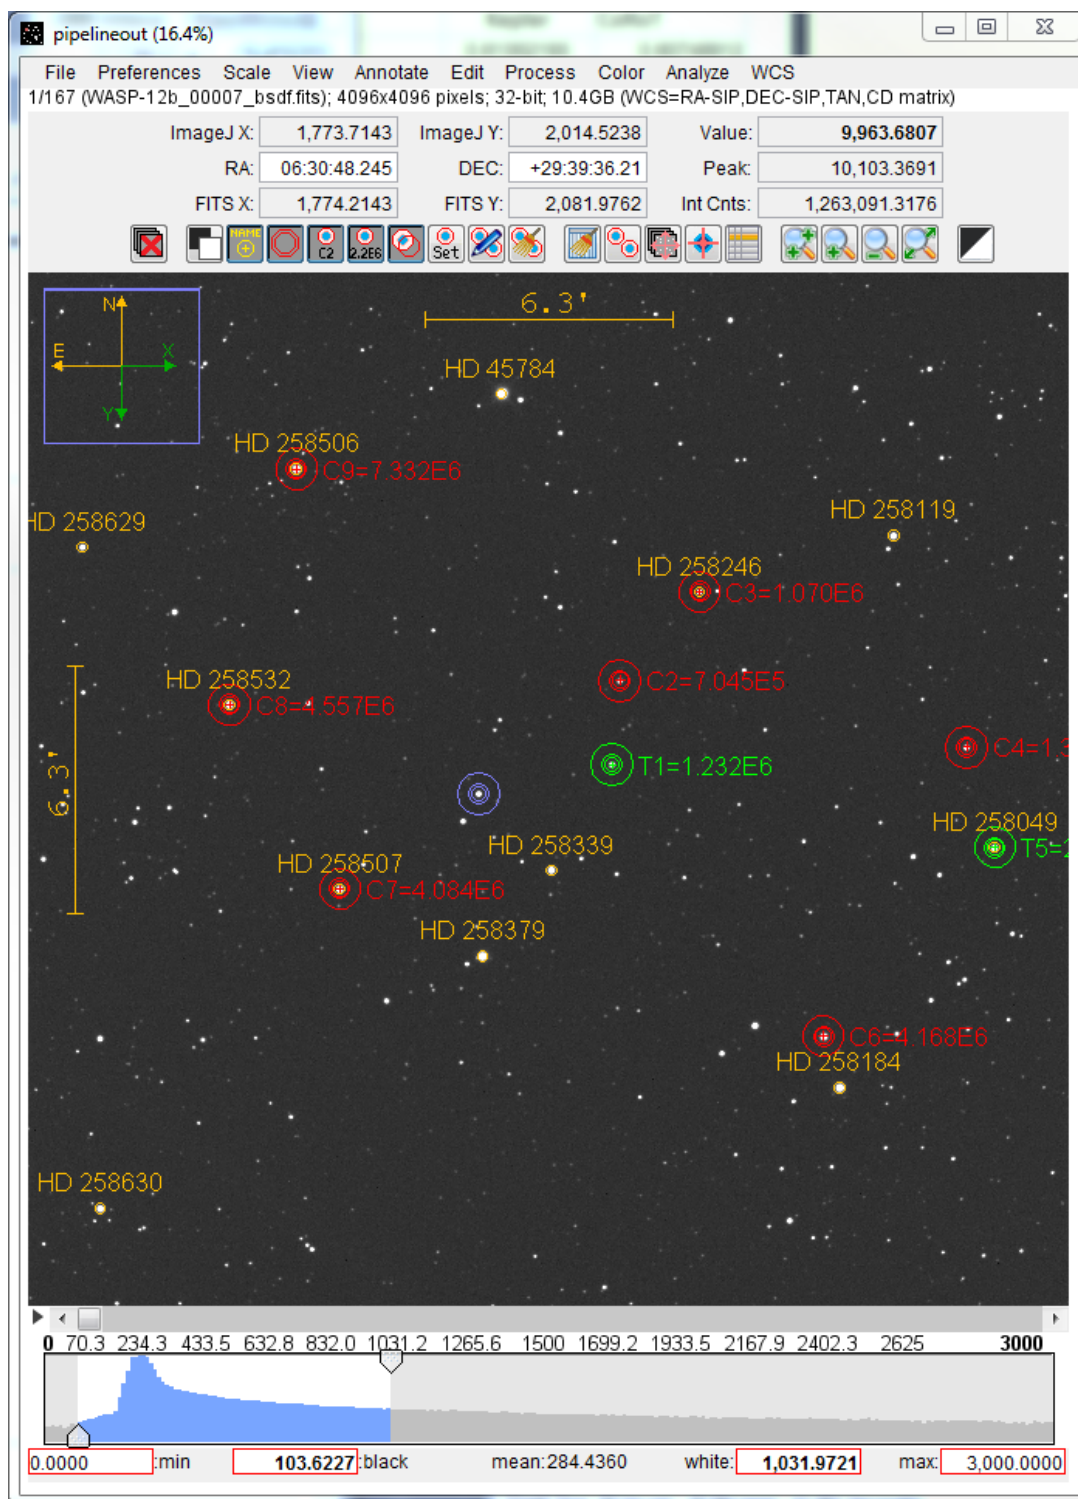 pipelineout (16.4%)
File Preferences Scale View Annotate Edit Process Color Analyze WCS
1/167 (WASP-12b_00007_bsdf.fits); 4096x4096 pixels; 32-bit; 10.4GB (WCS=RA-SIP,DEC-SIP,TAN,CD matrix)
ImageJ X: 1,773.7143 ImageJ Y: 2,014.5238 Value: 9,963.6807
RA: 06:30:48.245 DEC: +29:39:36.21 Peak: 10,103.3691
FITS X: 1,774.2143 FITS Y: 2,081.9762 Int Cnts: 1,263,091.3176
NAME C2 2.2E6 Set
6.3'
N
E X
Y
HD 45784
HD 258506
C9=7.332E6
HD 258119
HD 258629
HD 258246
C3=1.070E6
HD 258532
C2=7.045E5
C8=4.557E6
C4=1.3
T1=1.232E6
6.3'
HD 258049
HD 258339
T5=2
HD 258507
C7=4.084E6
HD 258379
C6=4.168E6
HD 258184
HD 258630
0 70.3 234.3 433.5 632.8 832.0 1031.2 1265.6 1500 1699.2 1933.5 2167.9 2402.3 2625 3000
0.0000 :min 103.6227 :black mean:284.4360 white: 1,031.9721 max: 3,000.0000